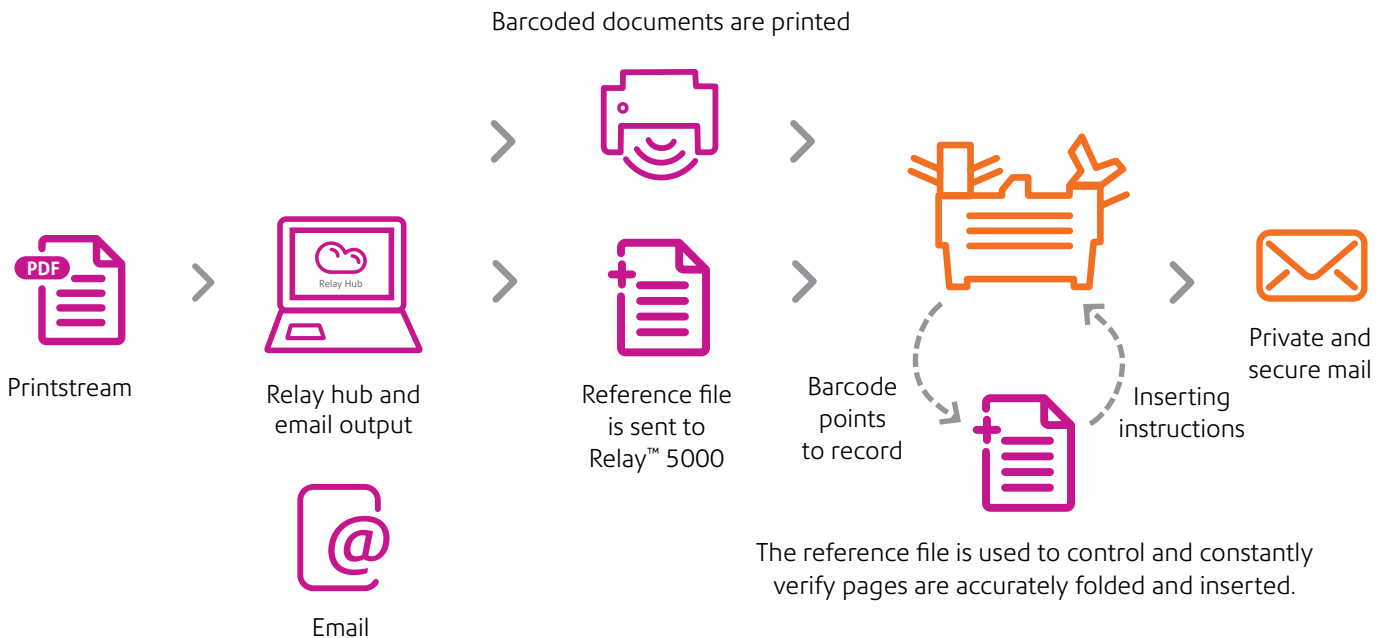 Barcoded documents are printed
PDF
Printstream
Relay Hub
Relay hub and
email output
@
Email
Reference file
is sent to
Relay™ 5000
Barcode
points
to record
Inserting
instructions
The reference file is used to control and constantly
verify pages are accurately folded and inserted.
Private and
secure mail